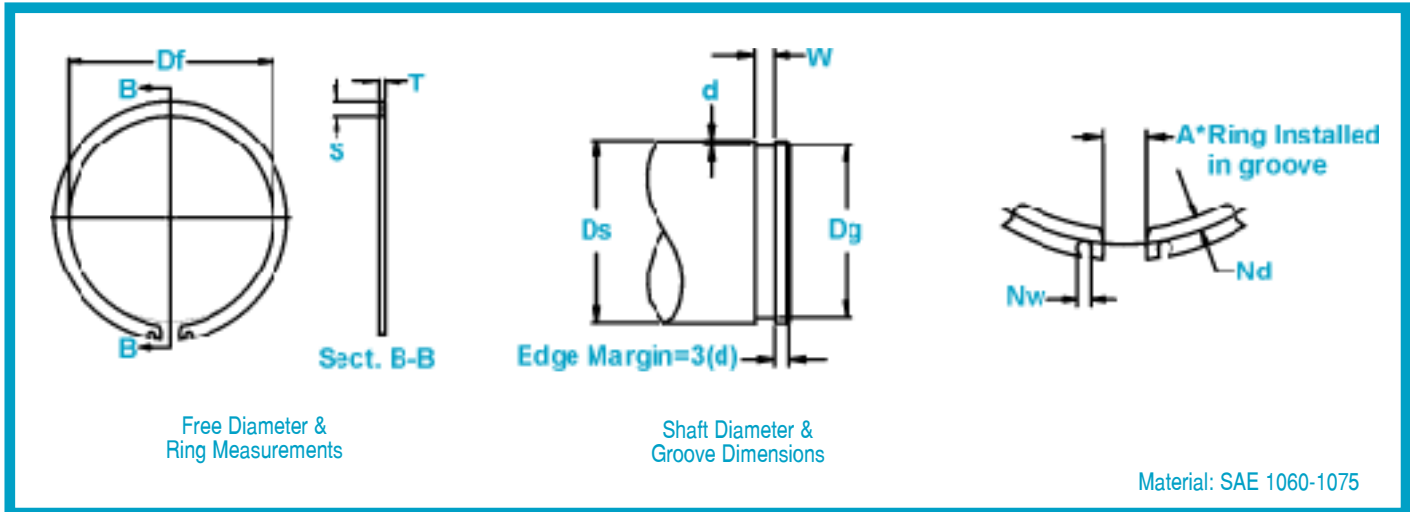 Df
B
T
S
B
Sect. B-B
Free Diameter &
Ring Measurements
W
d
Ds
Dg
Edge Margin=3(d)
Shaft Diameter &
Groove Dimensions
A*Ring Installed
in groove
Nd
Nw
Material: SAE 1060-1075